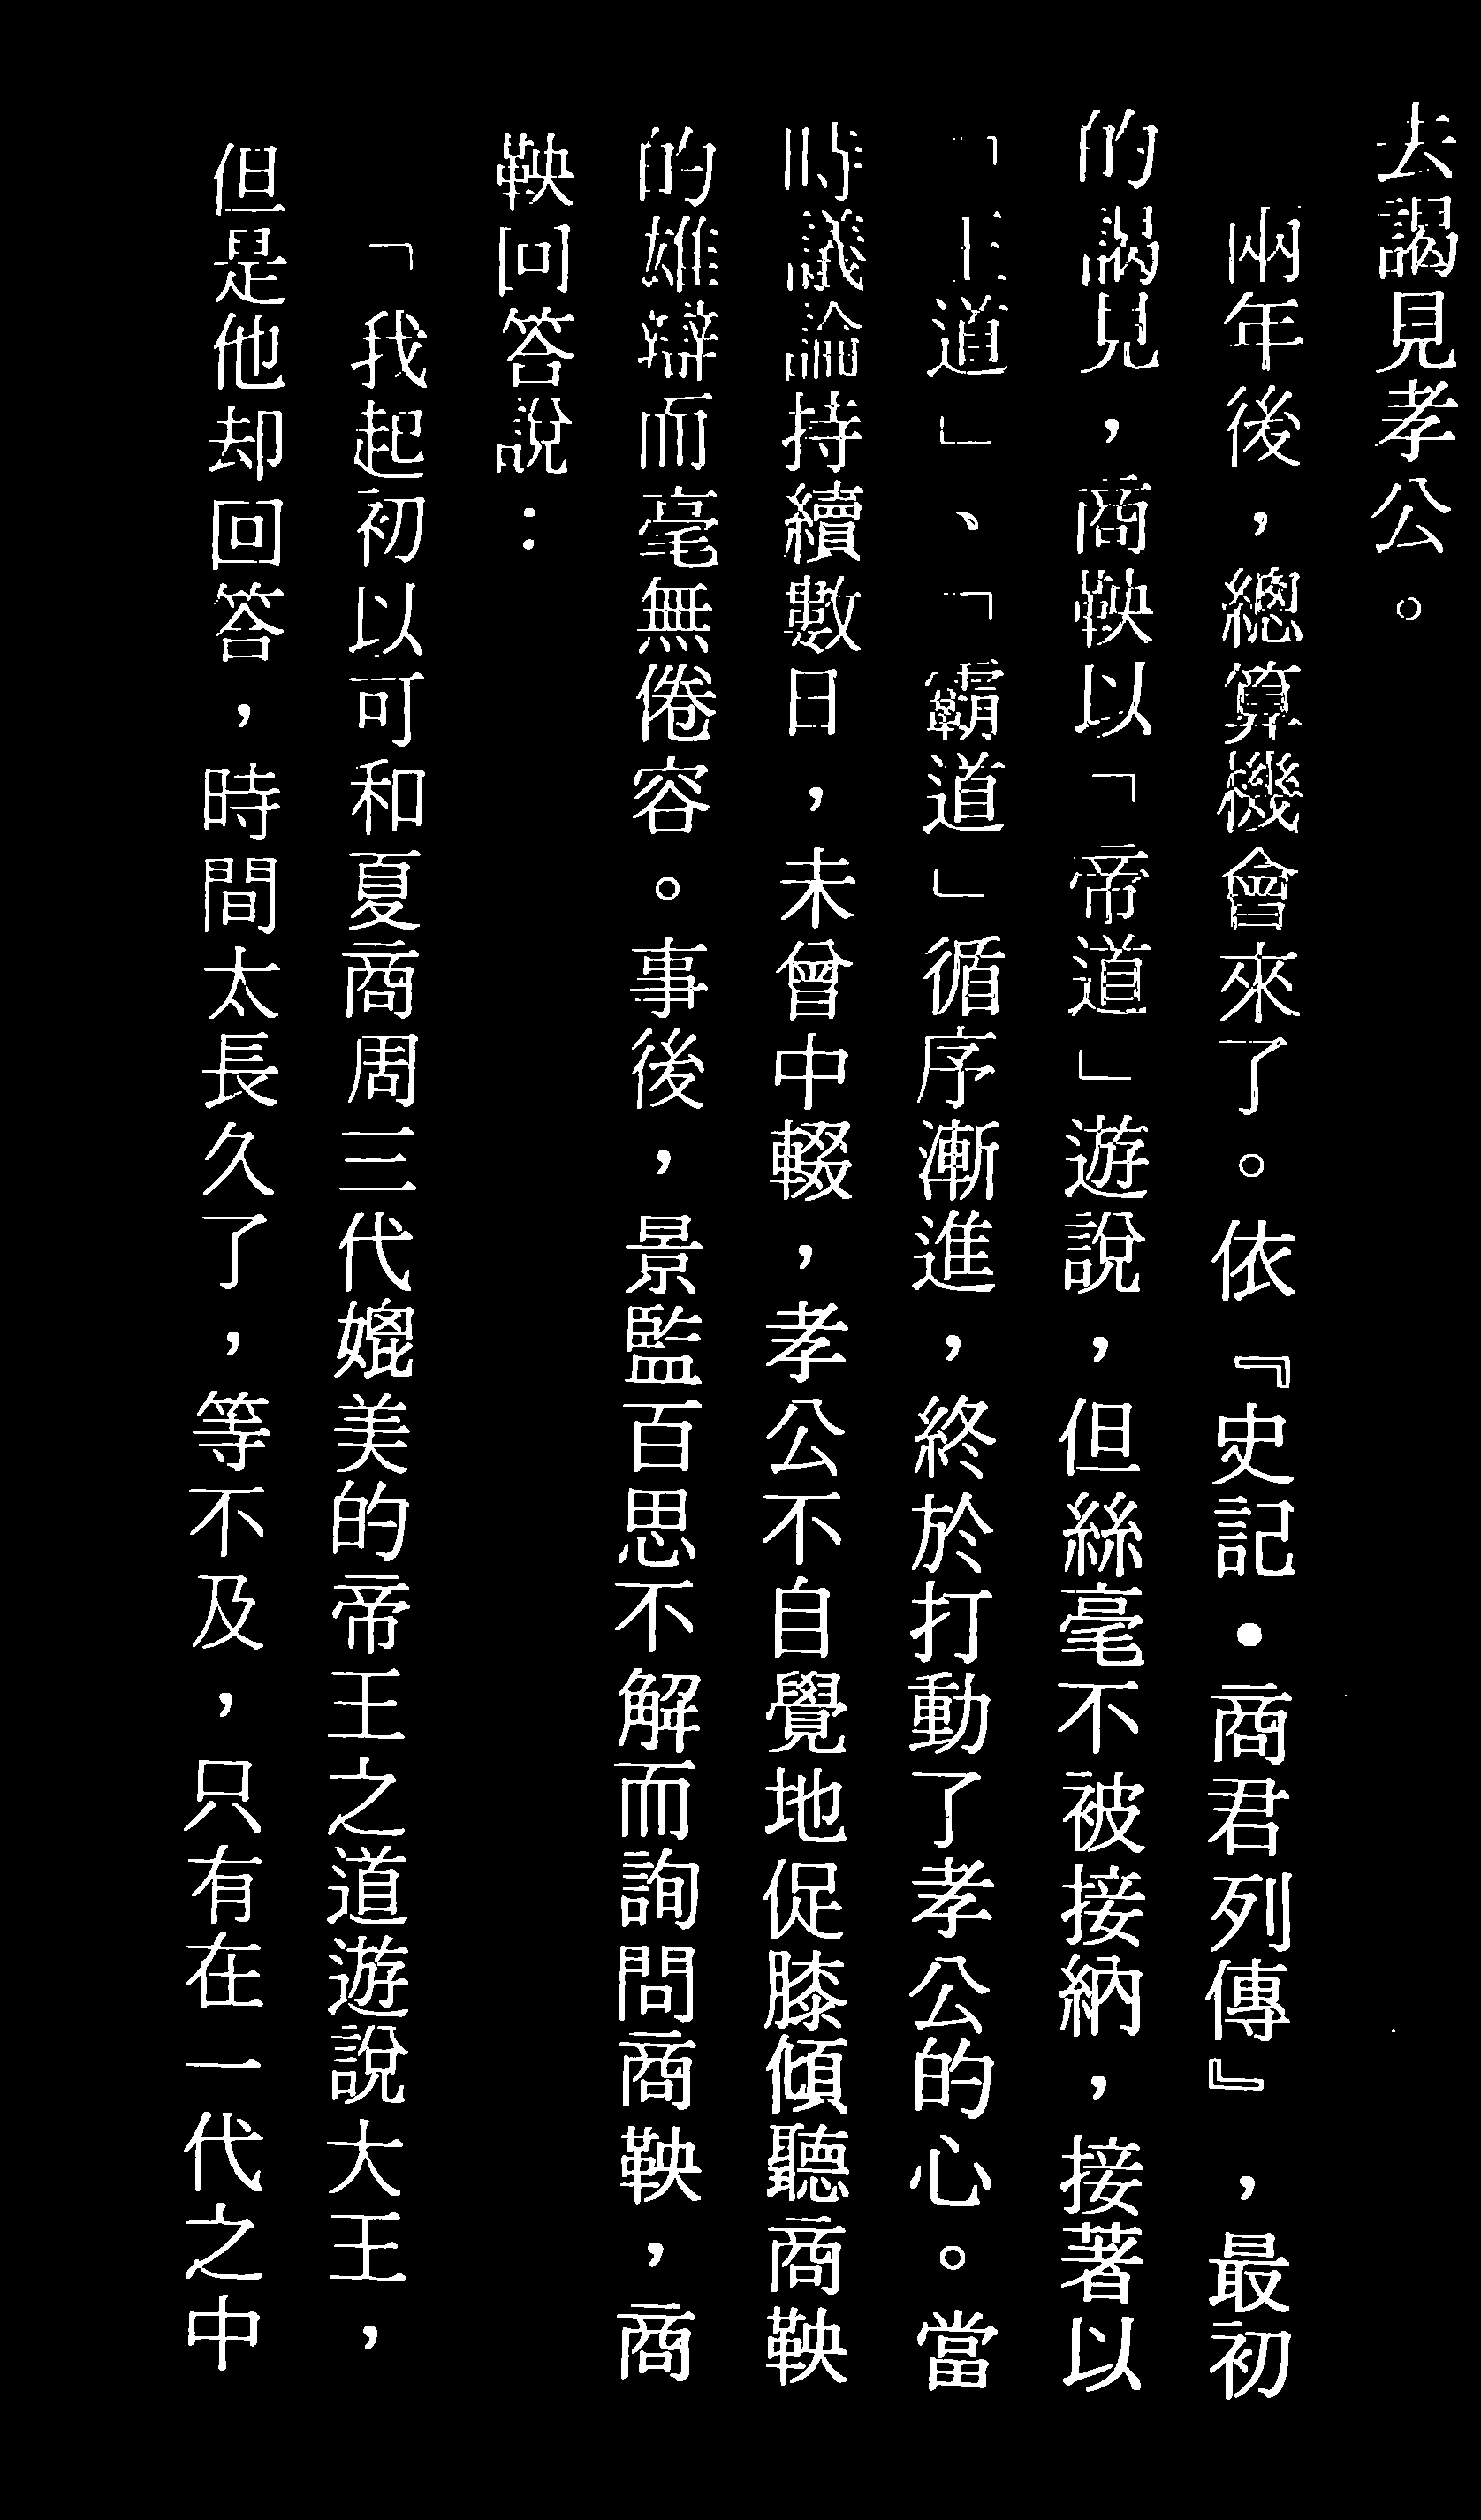 去謁見孝公。
兩年後，總算機會來了。依『史記·商君列傳』，最初
的謁見，商鞅以「帝道」遊說，但絲毫不被接納，接著以
「王道」、「霸道」循序漸進，終於打動了孝公的心。當
時議論持續數日，未曾中輟，孝公不自覺地促膝傾聽商鞅
的雄辯而毫無倦容。事後，景監百思不解而詢問商鞅，商
鞅回答說：
「我起初以可和夏商周三代媲美的帝王之道遊說大王，
但是他却回答，時間太長久了，等不及，只有在一代之中